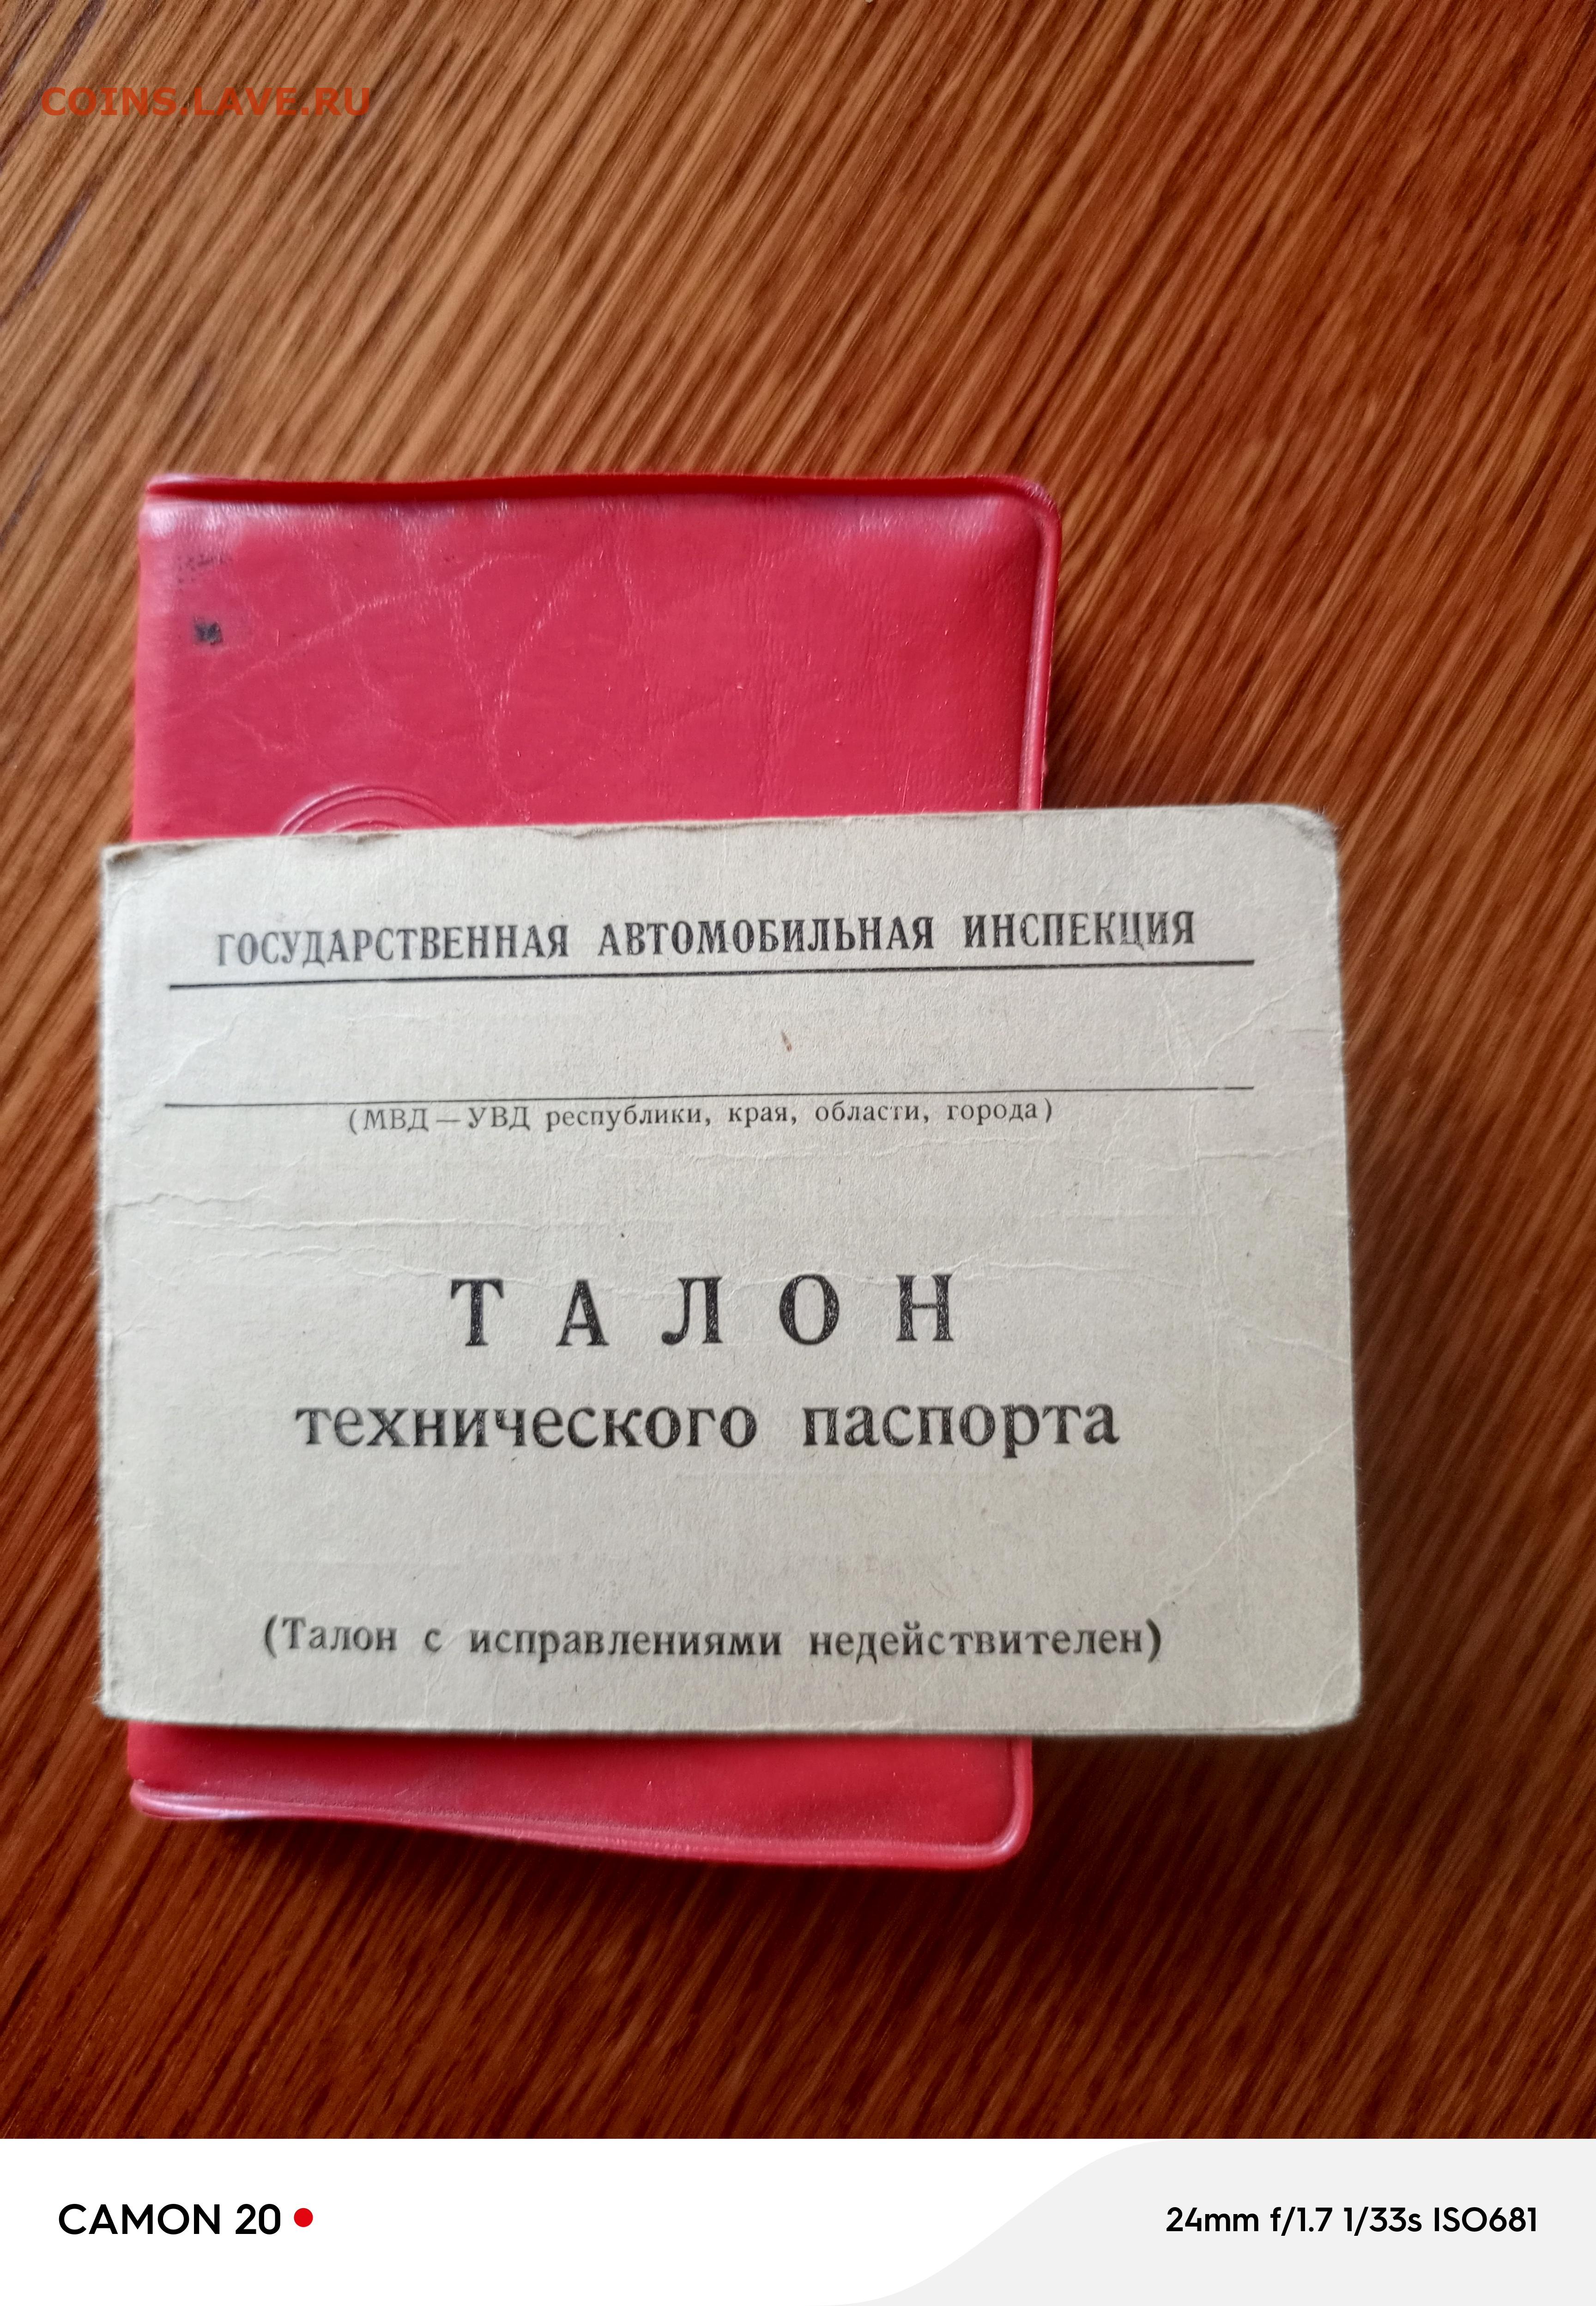 COINS.LAVE.RU
ГОСУДАРСТВЕННАЯ АВТОМОБИЛЬНАЯ ИНСПЕКЦИЯ
(МВД — УВД республики, края, области, города)
ТАЛОН
технического паспорта
(Талон с исправлениями недействителен)
CAMON 20
24mm f/1.7 1/33s ISO681